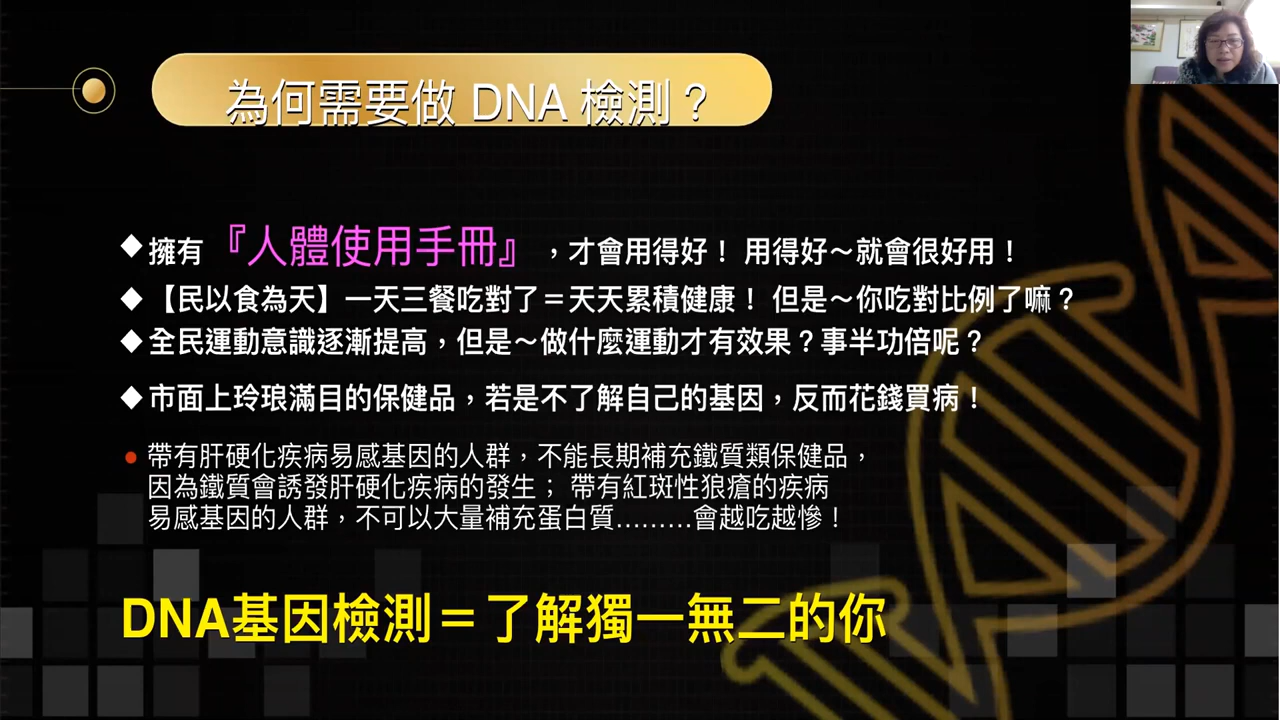 為何需要做 DNA 檢測？
◆擁有『人體使用手冊』，才會用得好！ 用得好～就會很好用！
◆【民以食為天】一天三餐吃對了＝天天累積健康！ 但是～你吃對比例了嘛？
◆全民運動意識逐漸提高，但是～做什麼運動才有效果？事半功倍呢？
◆市面上玲琅滿目的保健品，若是不了解自己的基因，反而花錢買病！
●帶有肝硬化疾病易感基因的人群，不能長期補充鐵質類保健品，
因為鐵質會誘發肝硬化疾病的發生； 帶有紅斑性狼瘡的疾病
易感基因的人群，不可以大量補充蛋白質………會越吃越慘！
DNA基因檢測＝了解獨一無二的你